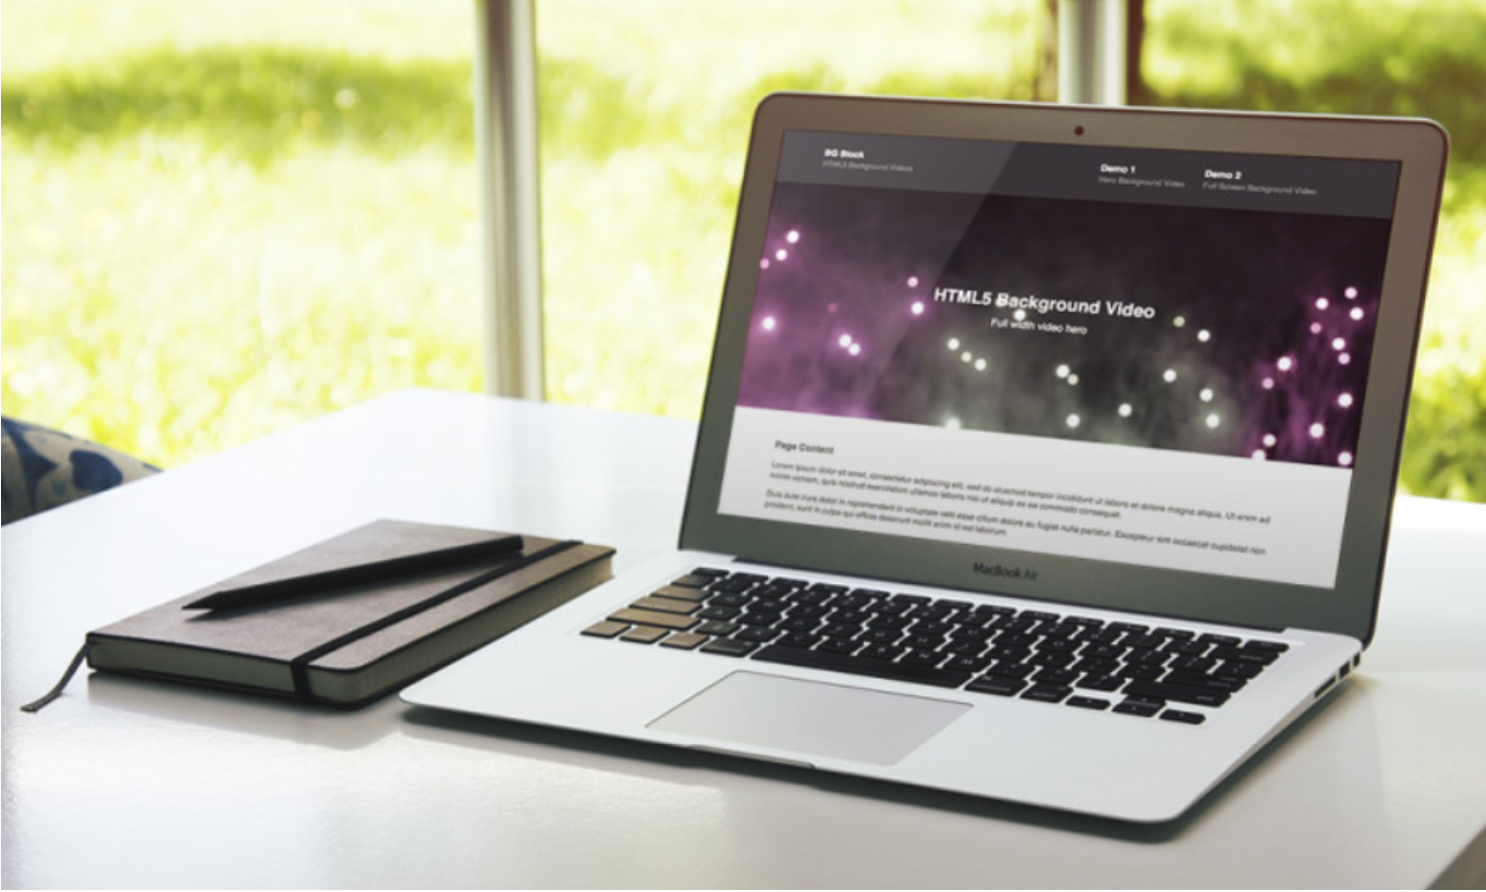 BG Block
HTML5 Background Videos
Demo 1
Hero Background Video
Demo 2
Full Screen Background Video
HTML5 Background Video
Full width video hero
Page Content
Lorem ipsum dolor sit amet, consectetur adipiscing elit, sed do eiusmod tempor incididunt ut labore et dolore magna aliqua. Ut enim ad
minim veniam, quis nostrud exercitation ullamco laboris nisi ut aliquip ex ea commodo consequat.
Duis aute irure dolor in reprehenderit in voluptate velit esse cillum dolore eu fugiat nulla pariatur. Excepteur sint occaecat cupidatat non
proident, sunt in culpa qui officia deserunt mollit anim id est laborum.
MacBook Air